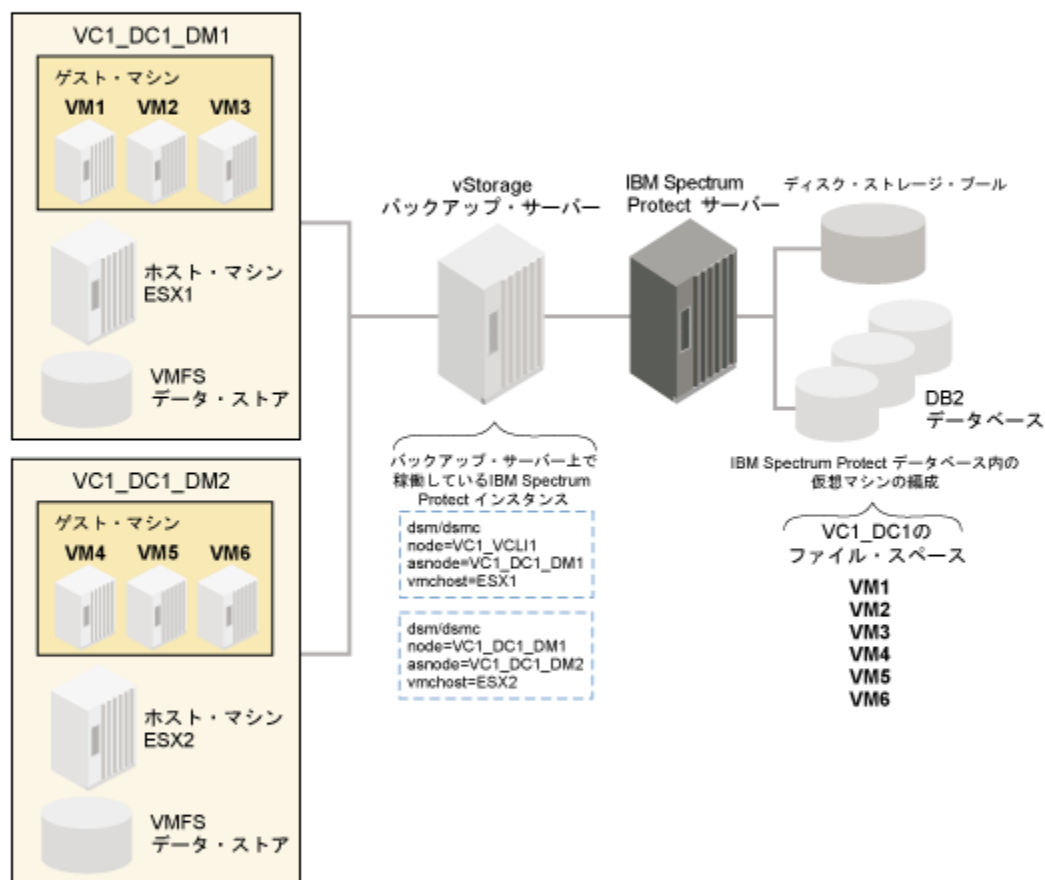 VC1_DC1_DM1
ゲスト・マシン
VM1 VM2 VM3
ホスト・マシン
ESX1
VMFS
データ・ストア
VC1_DC1_DM2
ゲスト・マシン
VM4 VM5 VM6
ホスト・マシン
ESX2
VMFS
データ・ストア
vStorage
バックアップ・サーバー
IBM Spectrum
Protect サーバー
ディスク・ストレージ・プール
DB2
データベース
バックアップ・サーバー上で
稼働しているIBM Spectrum
Protect インスタンス
dsm/dsmc
node=VC1_VCLI1
asnode=VC1_DC1_DM1
vmchost=ESX1
dsm/dsmc
node=VC1_DC1_DM1
asnode=VC1_DC1_DM2
vmchost=ESX2
IBM Spectrum Protect データベース内の
仮想マシンの編成
VC1_DC1の
ファイル・スペース
VM1
VM2
VM3
VM4
VM5
VM6